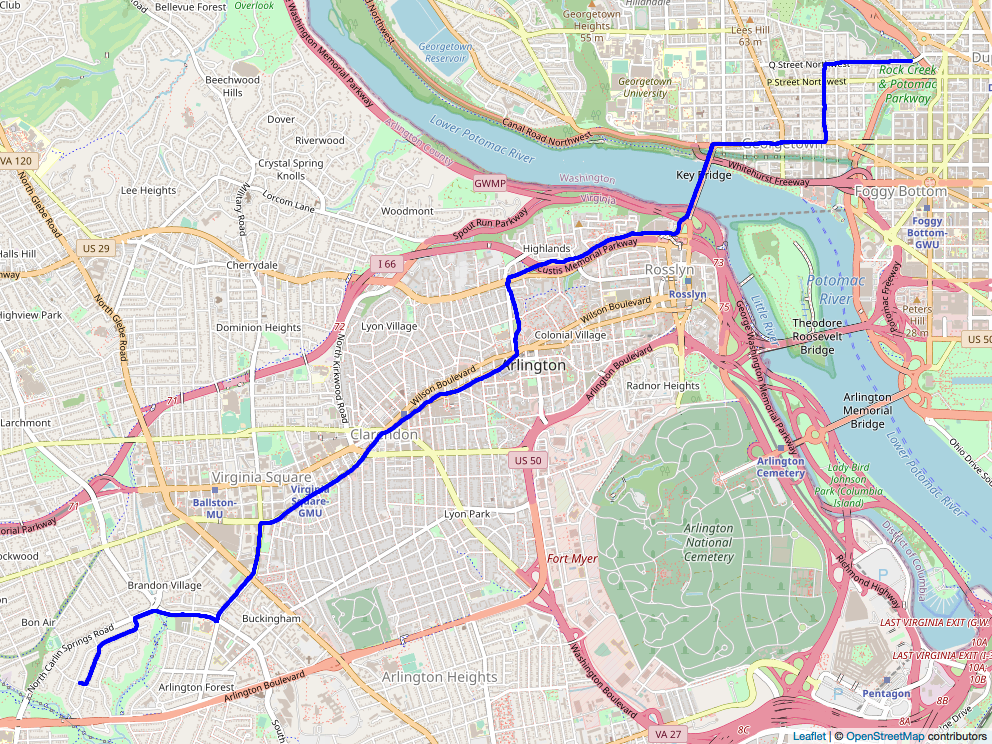 Club
Bellevue Forest
Overlook
Washington Memorial Parkway
Canal Road Northwest
Georgetown
Reservoir
Georgetown
Heights
55 m
Lees Hill
63 m
Hillandale
Georgetown
University
Q Street Northwest
P Street Northwest
Rock Creek
& Potomac
Parkway
Beechwood
Hills
Dover
Riverwood
Crystal Spring
Knolls
Lorcom Lane
Woodmont
Lower Potomac River
Canal Road Northwest
Arlington County
Washington
Virginia
GWMP
Georgetown
Whitehurst Freeway
Key Bridge
Foggy Bottom
Foggy
Bottom-
GWU
VA 120
North Glebe Road
Lee Heights
Military Road
US 29
Halls Hill
Cherrydale
I 66
Spout Run Parkway
Highlands
Custis Memorial Parkway
Rosslyn
Rosslyn
73
75
Potomac
River
Little River
Potomac Freeway
Peters
Hill
28 m
Highview Park
North Glebe Road
Dominion Heights
72
Lyon Village
Wilson Boulevard
Colonial Village
Theodore
Roosevelt
Bridge
US 50
North Kirkwood Road
Wilson Boulevard
Arlington
Arlington Boulevard
Radnor Heights
George Washington Memorial Parkway
Arlington
Memorial
Bridge
71
Larchmont
Clarendon
US 50
Arlington
Cemetery
Lady Bird
Johnson
Park (Columbia
Island)
Lower Potomac River
Ohio Drive
Virginia Square
Virginia
Square-
GMU
Ballston-
MU
71
Lyon Park
Arlington
National
Cemetery
District of Columbia
Fort Myer
Brandon Village
Buckingham
Richmond Highway
Bon Air
North Carlin Springs Road
LAST VIRGINIA EXIT
LAST VIRGINIA EXIT
10A
10A,
10B
Arlington Forest
Arlington Boulevard
Arlington Heights
Washington Boulevard
Pentagon
8B
8A
8C
VA 27
Leaflet | © OpenStreetMap contributors